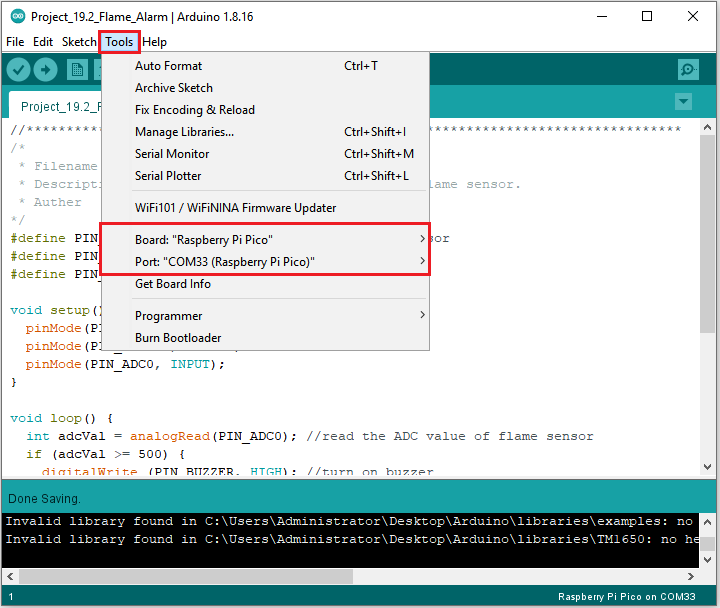 Project_19.2_Flame_Alarm | Arduino 1.8.16
File Edit Sketch Tools Help
Auto Format Ctrl+T
Archive Sketch
Fix Encoding & Reload
Manage Libraries... Ctrl+Shift+I
Serial Monitor Ctrl+Shift+M
Serial Plotter Ctrl+Shift+L
WiFi101 / WiFiNINA Firmware Updater
Board: "Raspberry Pi Pico"
Port: "COM33 (Raspberry Pi Pico)"
Get Board Info
Programmer
Burn Bootloader
Project_19.2_F
//********** ********************************
/*
* Filename
* Descripti lame sensor.
* Auther
*/
#define PIN_ sor
#define PIN_
#define PIN_
void setup()
pinMode(PI
pinMode(PI
pinMode(PIN_ADC0, INPUT);
}
void loop() {
int adcVal = analogRead(PIN_ADC0); //read the ADC value of flame sensor
if (adcVal >= 500) {
digitalWrite (PIN_BUZZER, HIGH); //turn on buzzer
Done Saving.
Invalid library found in C:\Users\Administrator\Desktop\Arduino\libraries\examples: no
Invalid library found in C:\Users\Administrator\Desktop\Arduino\libraries\TM1650: no he
1 Raspberry Pi Pico on COM33